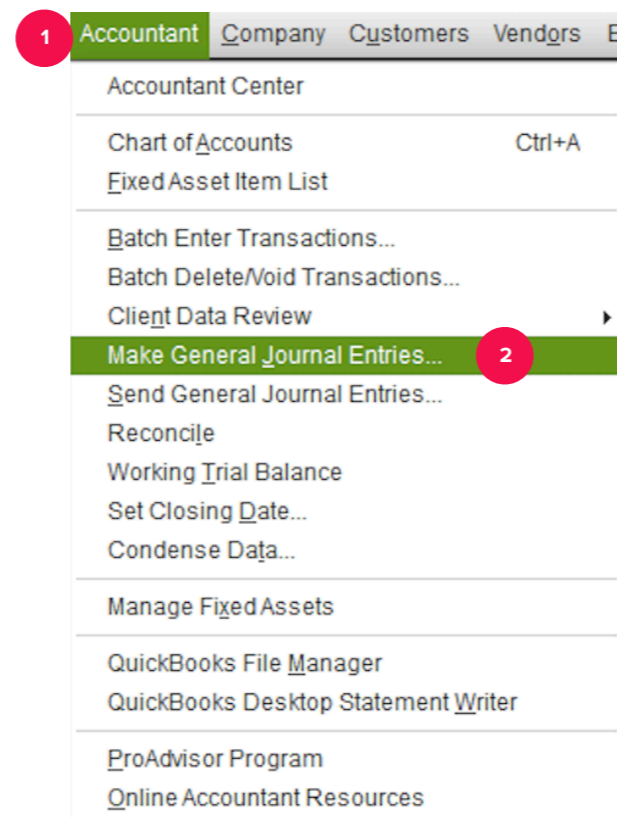 1 Accountant Company Customers Vendors E
Accountant Center
Chart of Accounts Ctrl+A
Fixed Asset Item List
Batch Enter Transactions...
Batch Delete/Void Transactions...
Client Data Review
Make General Journal Entries... 2
Send General Journal Entries...
Reconcile
Working Trial Balance
Set Closing Date...
Condense Data...
Manage Fixed Assets
QuickBooks File Manager
QuickBooks Desktop Statement Writer
ProAdvisor Program
Online Accountant Resources